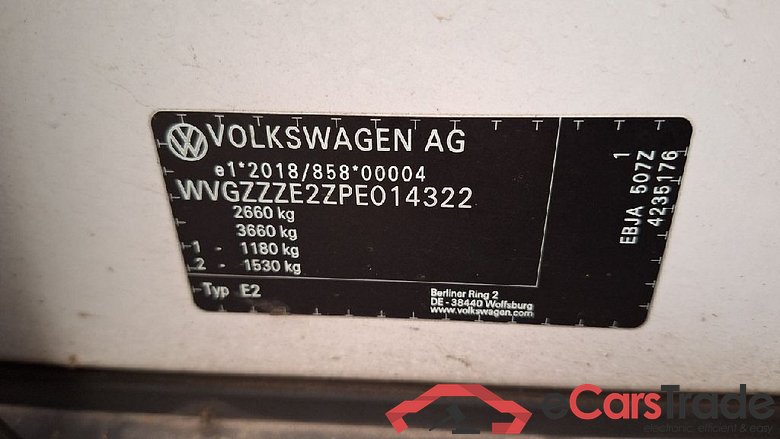 VOLKSWAGEN AG
e1*2018/858*00004
WVGZZZE2ZPE014322
2660 kg
3660 kg
1 - 1180 kg
2 - 1530 kg
Typ E2
Berliner Ring 2
DE - 38440 Wolfsburg
www.volkswagen.com
1
EBJA 507Z
4235176
eCarsTrade
electronic, efficient & easy